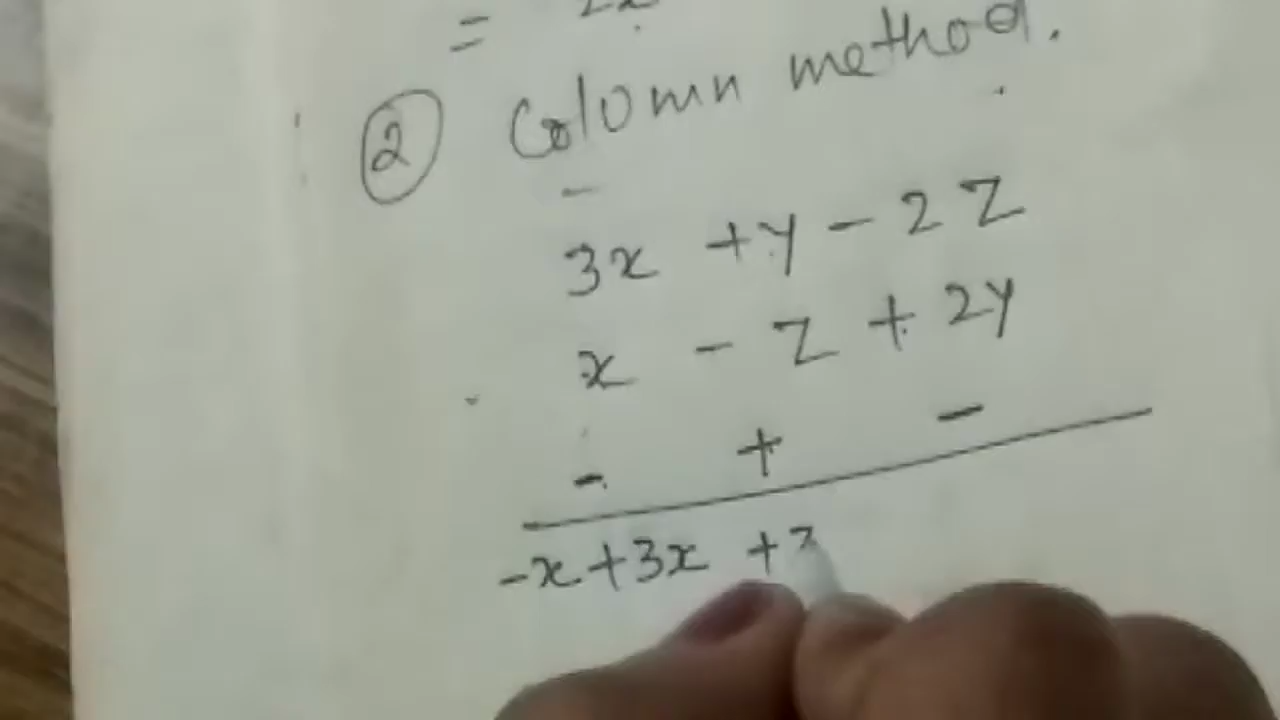 =
② Column method.
3x + y - 2z
x - z + 2y
- + -
-x + 3x + z